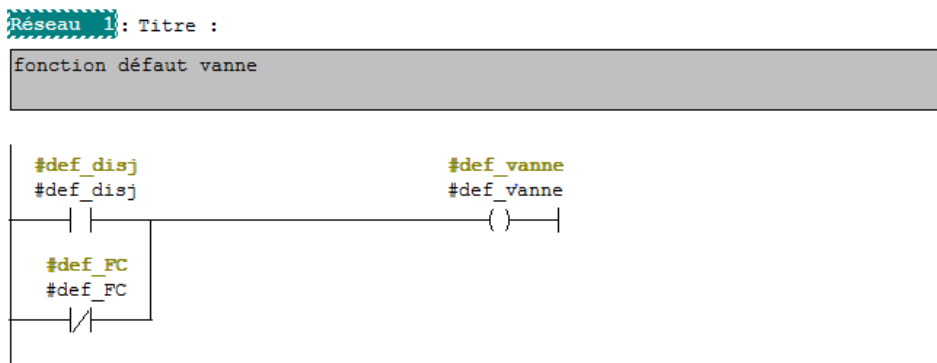 Réseau 1: Titre :
fonction défaut vanne
#def_disj
#def_disj
#def_vanne
#def_vanne
#def_FC
#def_FC